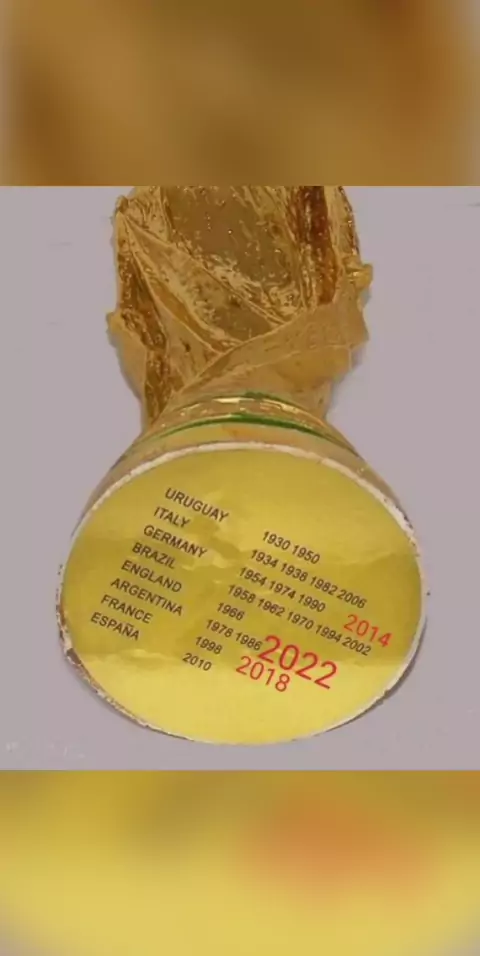 URUGUAY 1930 1950
ITALY 1934 1938 1982 2006
GERMANY 1954 1974 1990 2014
BRAZIL 1958 1962 1970 1994 2002
ENGLAND 1966
ARGENTINA 1978 1986 2022
FRANCE 1998 2018
ESPAÑA 2010